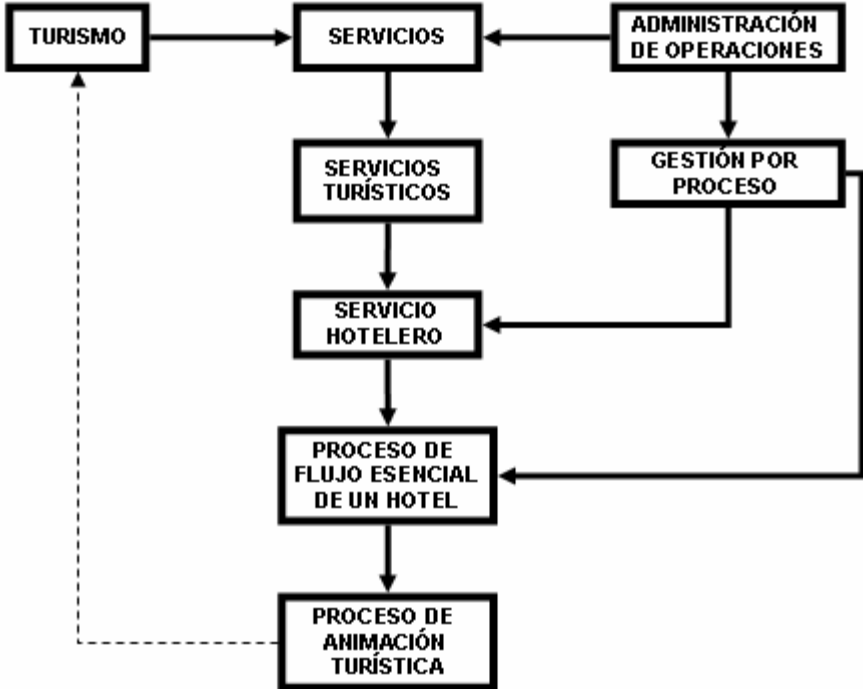 TURISMO
SERVICIOS
ADMINISTRACIÓN
DE OPERACIONES
SERVICIOS
TURÍSTICOS
GESTIÓN POR
PROCESO
SERVICIO
HOTELERO
PROCESO DE
FLUJO ESENCIAL
DE UN HOTEL
PROCESO DE
ANIMACIÓN
TURÍSTICA